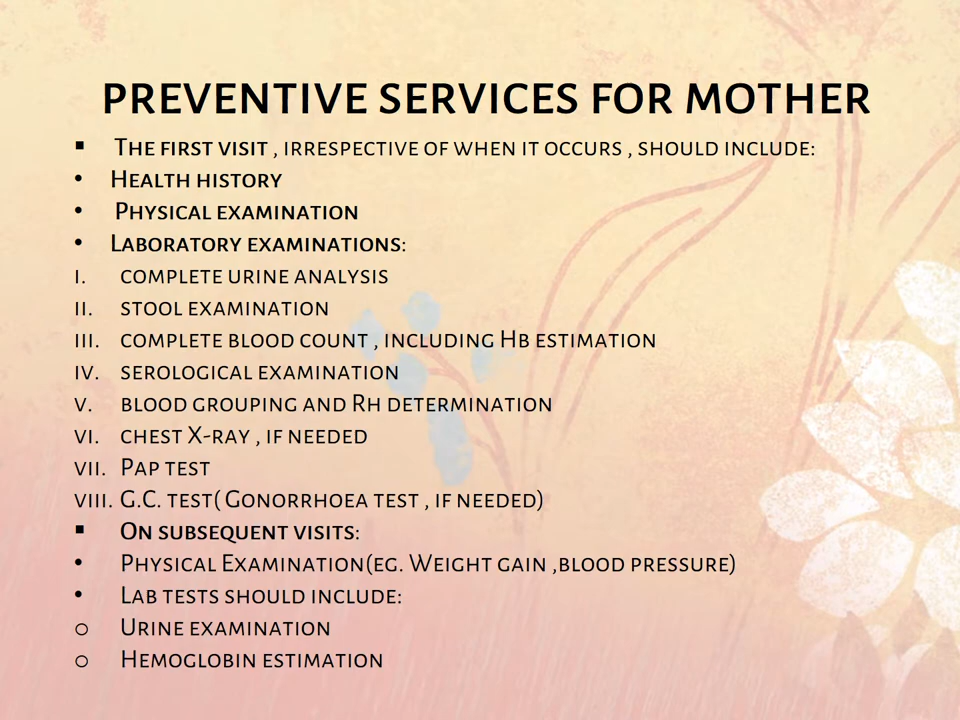 PREVENTIVE SERVICES FOR MOTHER
▪ The first visit , irrespective of when it occurs , should include:
• Health history
• Physical examination
• Laboratory examinations:
i. complete urine analysis
ii. stool examination
iii. complete blood count , including Hb estimation
iv. serological examination
v. blood grouping and Rh determination
vi. chest X-ray , if needed
vii. Pap test
viii. G.C. test( Gonorrhoea test , if needed)
▪ On subsequent visits:
• Physical Examination(eg. Weight gain ,blood pressure)
• Lab tests should include:
o Urine examination
o Hemoglobin estimation